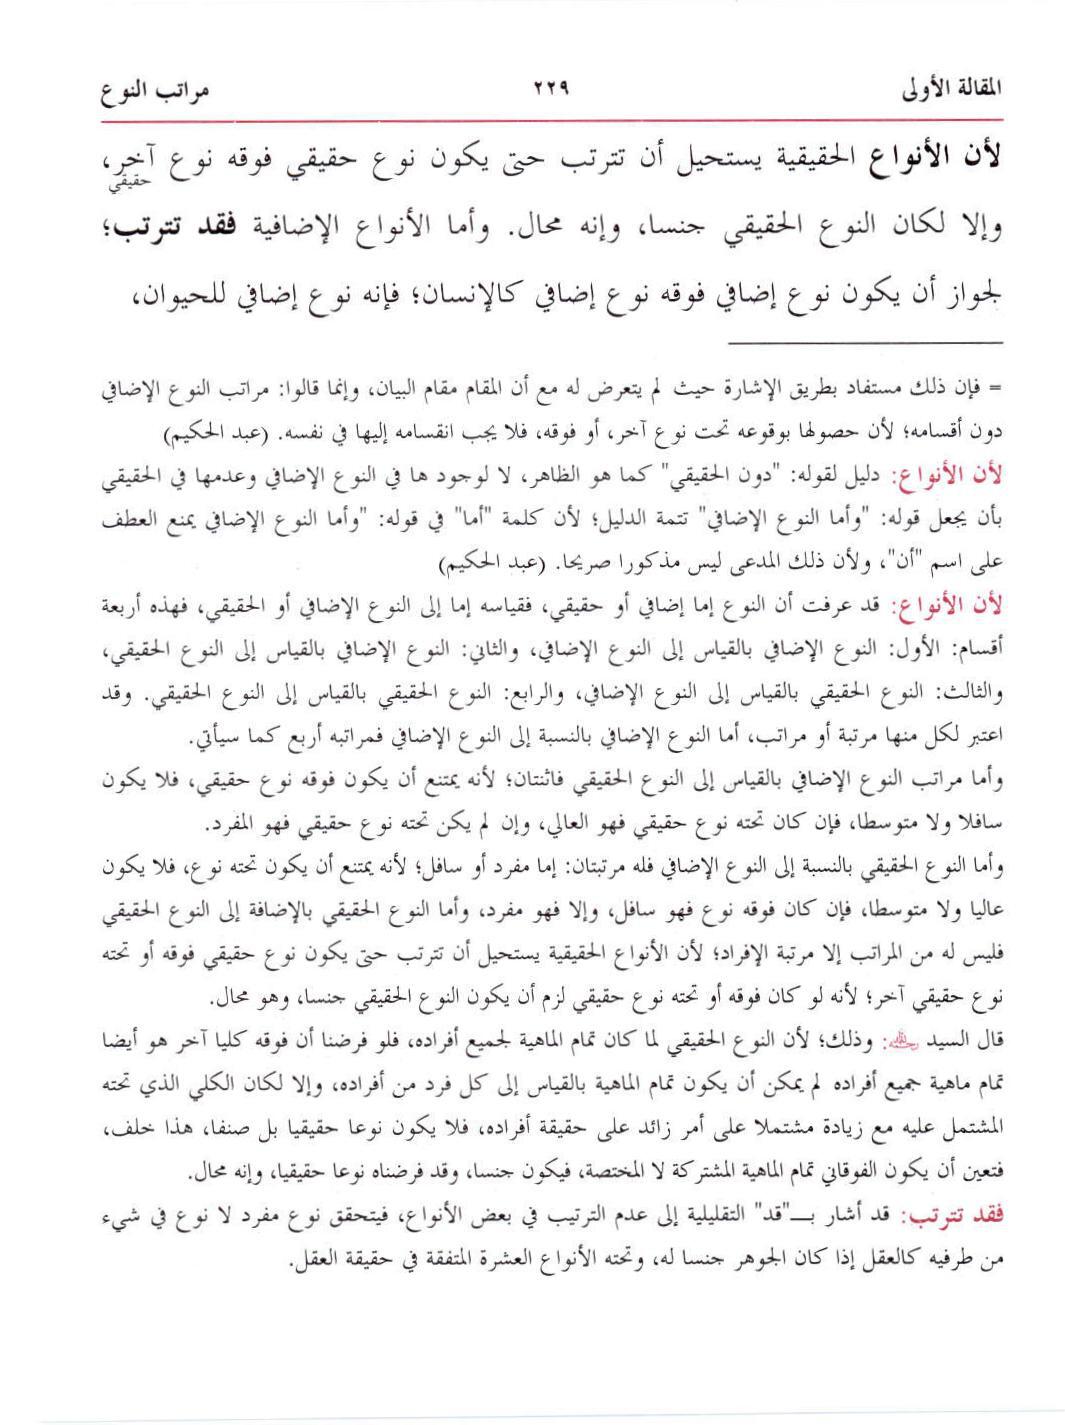 المقالة الأولى ٢٢٩ مراتب النوع
لأن الأنواع الحقيقية يستحيل أن تترتب حتى يكون نوع حقيقي فوقه نوع آخر،
حقيقي
وإلا لكان النوع الحقيقي جنسا، وإنه محال. وأما الأنواع الإضافية فقد تترتب؛
لجواز أن يكون نوع إضافي فوقه نوع إضافي كالإنسان؛ فإنه نوع إضافي للحيوان،
= فإن ذلك مستفاد بطريق الإشارة حيث لم يتعرض له مع أن المقام مقام البيان، وإنما قالوا: مراتب النوع الإضافي
دون أقسامه؛ لأن حصولها بوقوعه تحت نوع آخر، أو فوقه، فلا يجب انقسامه إليها في نفسه. (عبد الحكيم)
لأن الأنواع: دليل لقوله: "دون الحقيقي" كما هو الظاهر، لا لوجود ها في النوع الإضافي وعدمها في الحقيقي
بأن يجعل قوله: "وأما النوع الإضافي" تتمة الدليل؛ لأن كلمة "أما" في قوله: "وأما النوع الإضافي يمنع العطف
على اسم "أن"، ولأن ذلك المدعى ليس مذكورا صريحا. (عبد الحكيم)
لأن الأنواع: قد عرفت أن النوع إما إضافي أو حقيقي، فقياسه إما إلى النوع الإضافي أو الحقيقي، فهذه أربعة
أقسام: الأول: النوع الإضافي بالقياس إلى النوع الإضافي، والثاني: النوع الإضافي بالقياس إلى النوع الحقيقي،
والثالث: النوع الحقيقي بالقياس إلى النوع الإضافي، والرابع: النوع الحقيقي بالقياس إلى النوع الحقيقي. وقد
اعتبر لكل منها مرتبة أو مراتب، أما النوع الإضافي بالنسبة إلى النوع الإضافي فمراتبه أربع كما سيأتي.
وأما مراتب النوع الإضافي بالقياس إلى النوع الحقيقي فاثنتان؛ لأنه يمتنع أن يكون فوقه نوع حقيقي، فلا يكون
سافلا ولا متوسطا، فإن كان تحته نوع حقيقي فهو العالي، وإن لم يكن تحته نوع حقيقي فهو المفرد.
وأما النوع الحقيقي بالنسبة إلى النوع الإضافي فله مرتبتان: إما مفرد أو سافل؛ لأنه يمتنع أن يكون تحته نوع، فلا يكون
عاليا ولا متوسطا، فإن كان فوقه نوع فهو سافل، وإلا فهو مفرد، وأما النوع الحقيقي بالإضافة إلى النوع الحقيقي
فليس له من المراتب إلا مرتبة الإفراد؛ لأن الأنواع الحقيقية يستحيل أن تترتب حتى يكون نوع حقيقي فوقه أو تحته
نوع حقيقي آخر؛ لأنه لو كان فوقه أو تحته نوع حقيقي لزم أن يكون النوع الحقيقي جنسا، وهو محال.
قال السيد رحمه الله: وذلك؛ لأن النوع الحقيقي لما كان تمام الماهية لجميع أفراده، فلو فرضنا أن فوقه كليا آخر هو أيضا
تمام ماهية جميع أفراده لم يمكن أن يكون تمام الماهية بالقياس إلى كل فرد من أفراده، وإلا لكان الكلي الذي تحته
المشتمل عليه مع زيادة مشتملا على أمر زائد على حقيقة أفراده، فلا يكون نوعا حقيقيا بل صنفا، هذا خلف،
فتعين أن يكون الفوقاني تمام الماهية المشتركة لا المختصة، فيكون جنسا، وقد فرضناه نوعا حقيقيا، وإنه محال.
فقد تترتب: قد أشار بـ"قد" التقليلية إلى عدم الترتيب في بعض الأنواع، فيتحقق نوع مفرد لا نوع في شيء
من طرفيه كالعقل إذا كان الجوهر جنسا له، وتحته الأنواع العشرة المتفقة في حقيقة العقل.